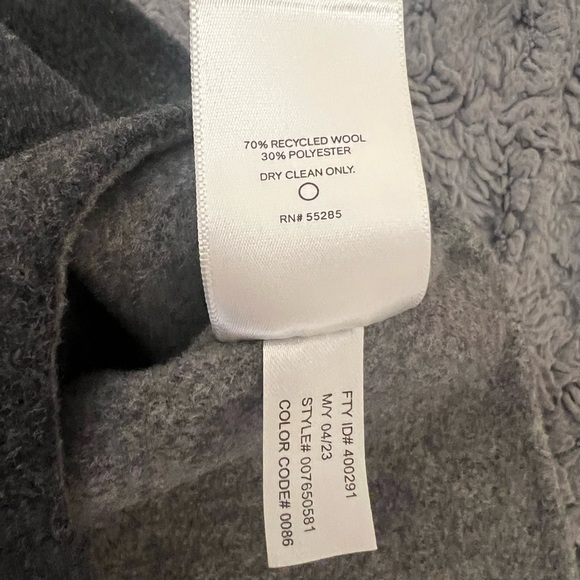 70% RECYCLED WOOL
30% POLYESTER
DRY CLEAN ONLY.
RN# 55285
FTY ID# 400291
M/Y 04/23
STYLE# 007650581
COLOR CODE# 0086